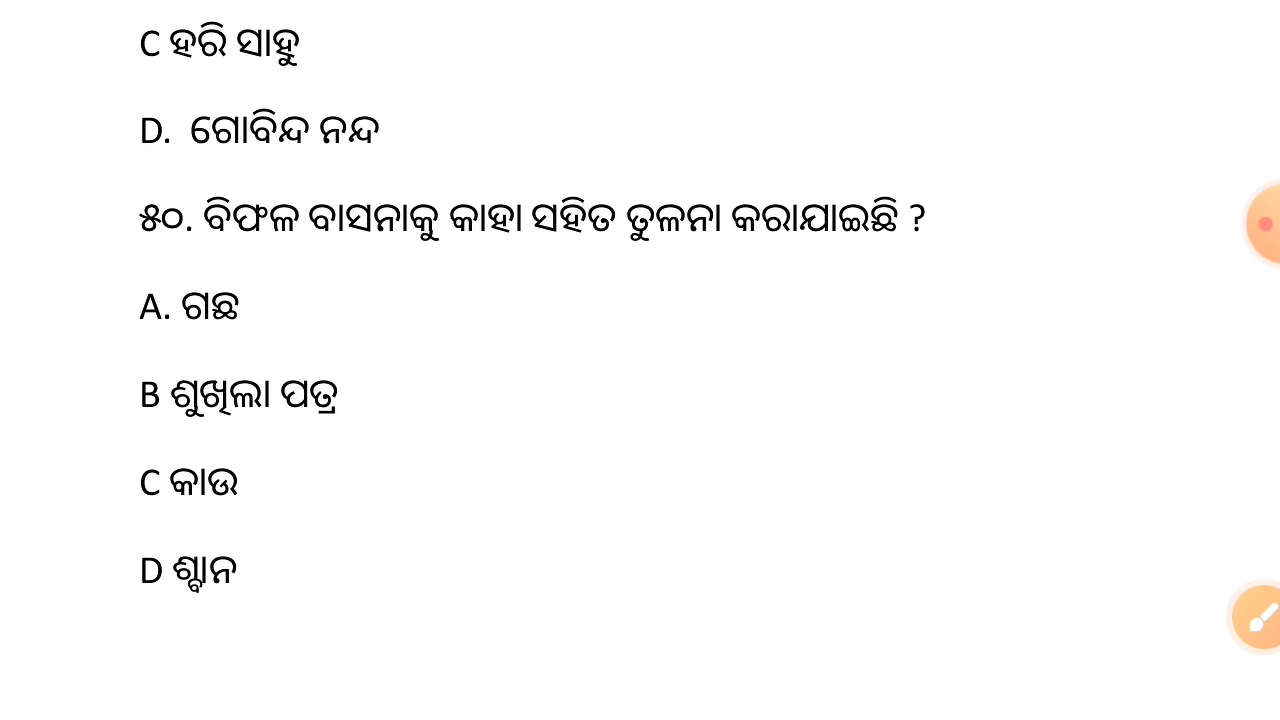 C ହରି ସାହୁ
D. ଗୋବିନ୍ଦ ନନ୍ଦ
୫୦. ବିଫଳ ବାସନାକୁ କାହା ସହିତ ତୁଳନା କରାଯାଇଛି ?
A. ଗଛ
B ଶୁଖିଲା ପତ୍ର
C କାଉ
D ଶ୍ବାନ